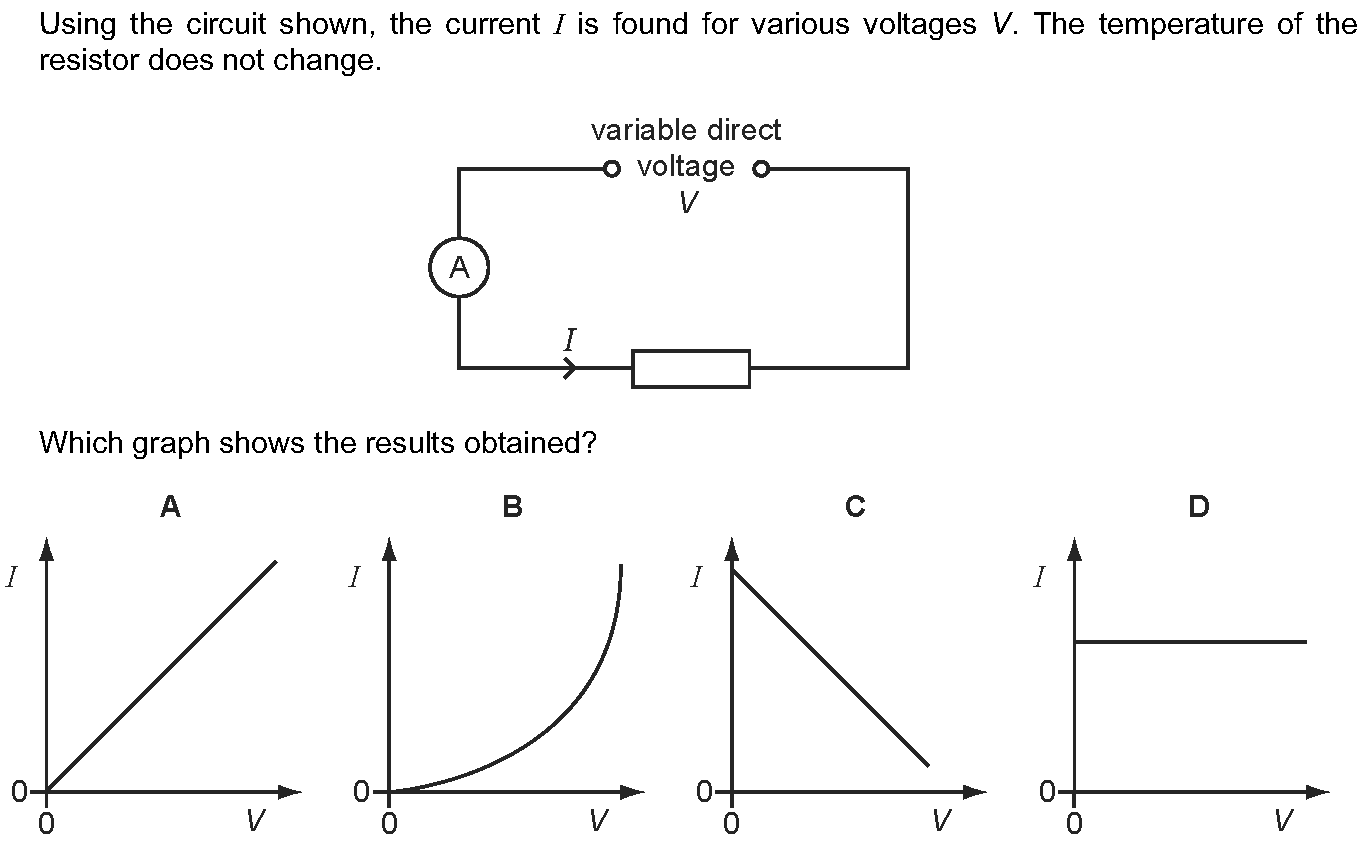 Using the circuit shown, the current I is found for various voltages V. The temperature of the
resistor does not change.
variable direct
voltage
V
A
I
Which graph shows the results obtained?
A B C D
I I I I
0 0 0 0
0 V 0 V 0 V 0 V